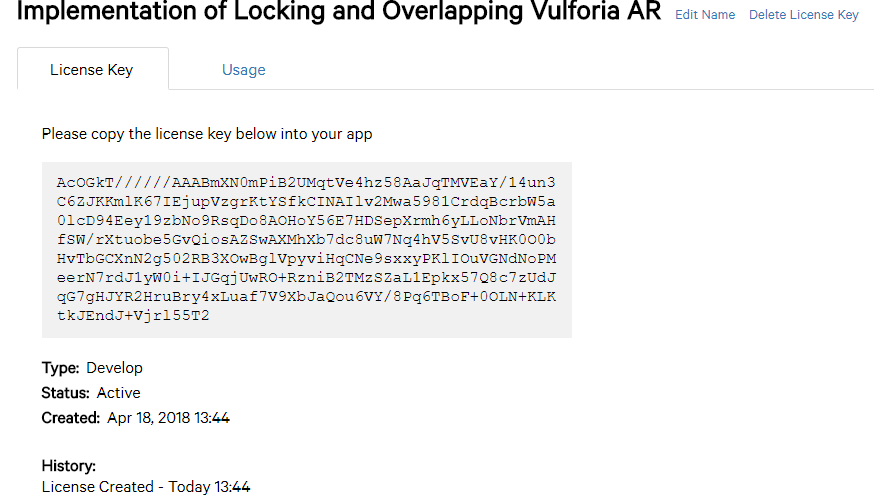 Implementation of Locking and Overlapping Vulforia AR Edit Name Delete License Key
License Key Usage
Please copy the license key below into your app
AcOGkT//////AAABmXN0mPiB2UMqtVe4hz58AaJqTMVEaY/14un3
C6ZJKKmlK67IEjupVzgrKtYSfkCINAIlv2Mwa5981CrdqBcrbW5a
0lcD94Eey19zbNo9RsqDo8AOHoY56E7HDSepXrmh6yLLoNbrVmAH
fSW/rXtuobe5GvQiosAZSwAXMhXb7dc8uW7Nq4hV5SvU8vHK0O0b
HvTbGCXnN2g502RB3XOwBglVpyviHqCNe9sxxyPKlIOuVGNdNoPM
eerN7rdJ1yW0i+IJGqjUwRO+RzniB2TMzSZaL1Epkx57Q8c7zUdJ
qG7gHJYR2HruBry4xLuaf7V9XbJaQou6VY/8Pq6TBoF+0OLN+KLK
tkJEndJ+Vjrl55T2
Type: Develop
Status: Active
Created: Apr 18, 2018 13:44
History:
License Created - Today 13:44